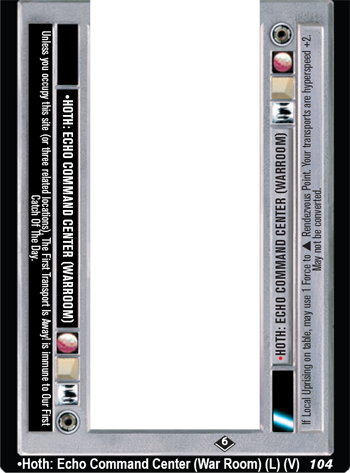 •HOTH: ECHO COMMAND CENTER (WARROOM)
Unless you occupy this site (or three related locations), The First Transport Is Away! is immune to Our First
Catch Of The Day.
•HOTH: ECHO COMMAND CENTER (WARROOM)
If Local Uprising on table, may use 1 Force to ▲ Rendezvous Point. Your transports are hyperspeed +2.
May not be converted.
6
•Hoth: Echo Command Center (War Room) (L) (V) 104